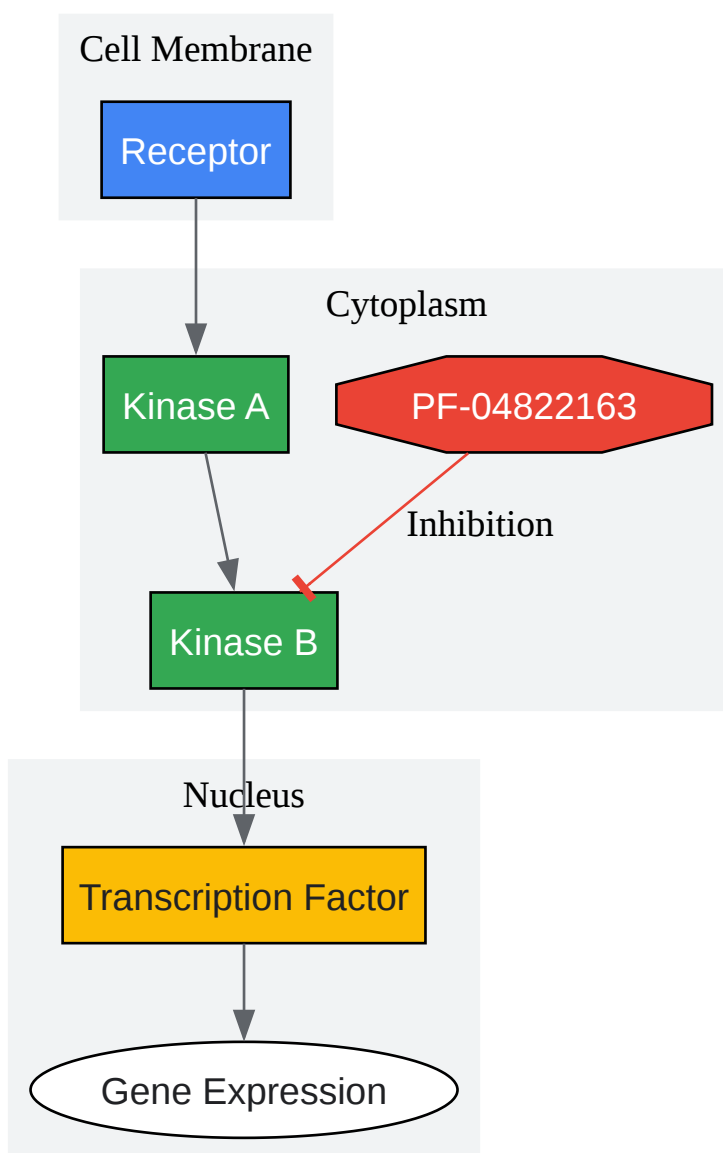 Cell Membrane
Receptor
Cytoplasm
Kinase A
PF-04822163
Inhibition
Kinase B
Nucleus
Transcription Factor
Gene Expression